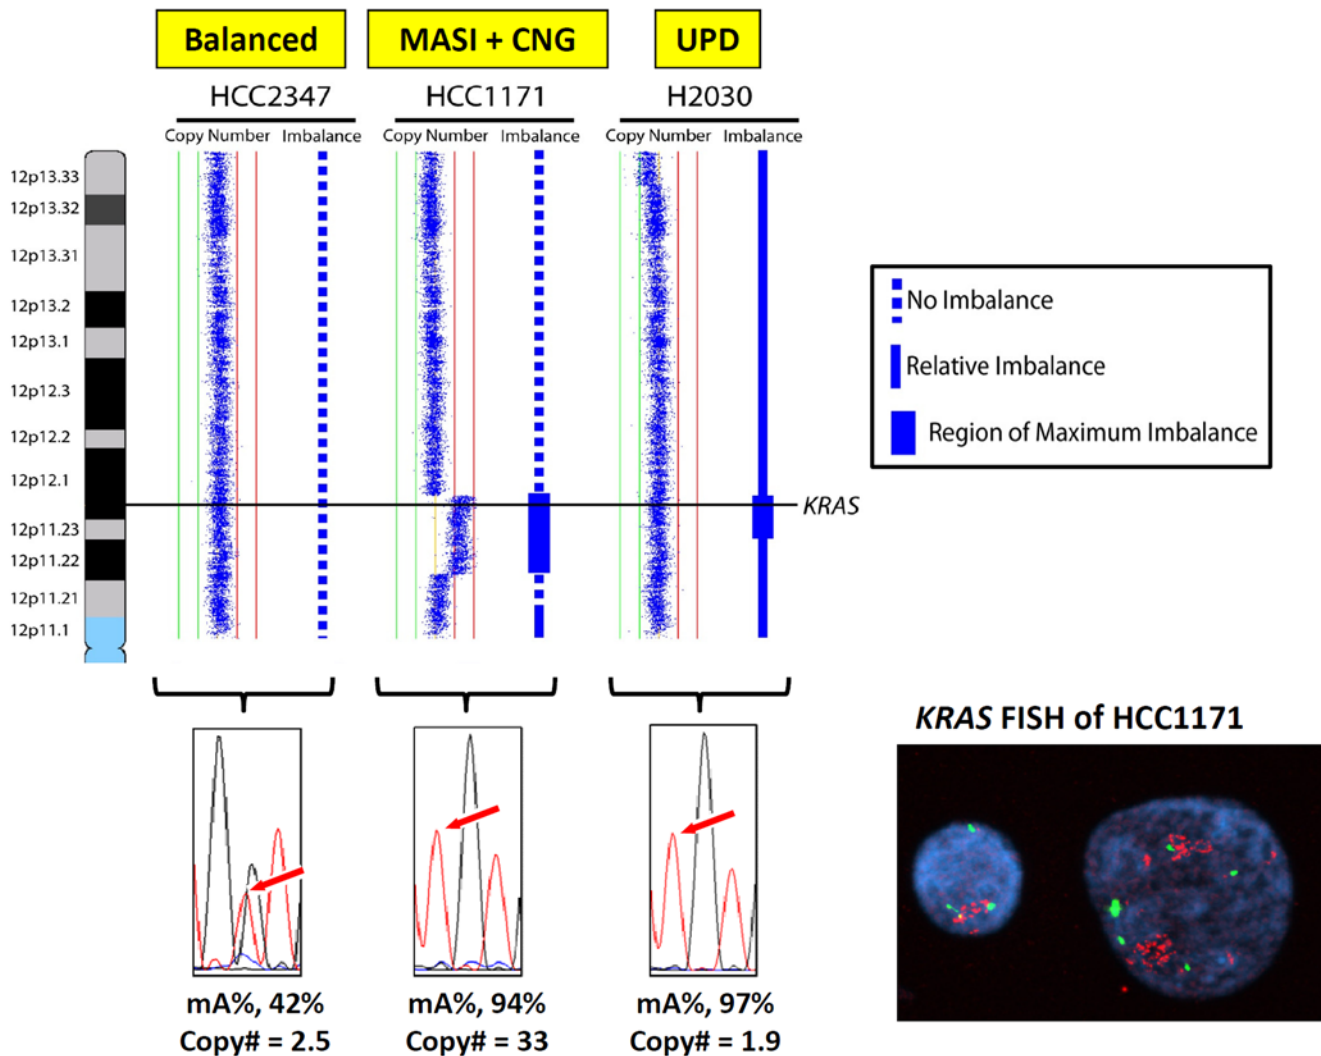 Balanced
MASI + CNG
UPD
HCC2347
HCC1171
H2030
Copy Number Imbalance
Copy Number Imbalance
Copy Number Imbalance
12p13.33
12p13.32
12p13.31
12p13.2
12p13.1
12p12.3
12p12.2
12p12.1
12p11.23
12p11.22
12p11.21
12p11.1
KRAS
No Imbalance
Relative Imbalance
Region of Maximum Imbalance
mA%, 42%
Copy# = 2.5
mA%, 94%
Copy# = 33
mA%, 97%
Copy# = 1.9
KRAS FISH of HCC1171